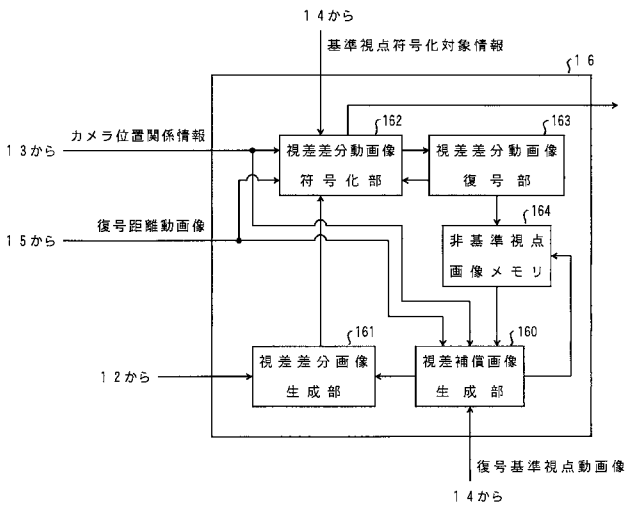 14から
基準視点符号化対象情報
16
カメラ位置関係情報
162
163
13から
視差差分動画像
符号化部
視差差分動画像
復号部
164
復号距離動画像
15から
非基準視点
画像メモリ
161
160
視差差分画像
生成部
視差補償画像
生成部
12から
復号基準視点動画像
14から